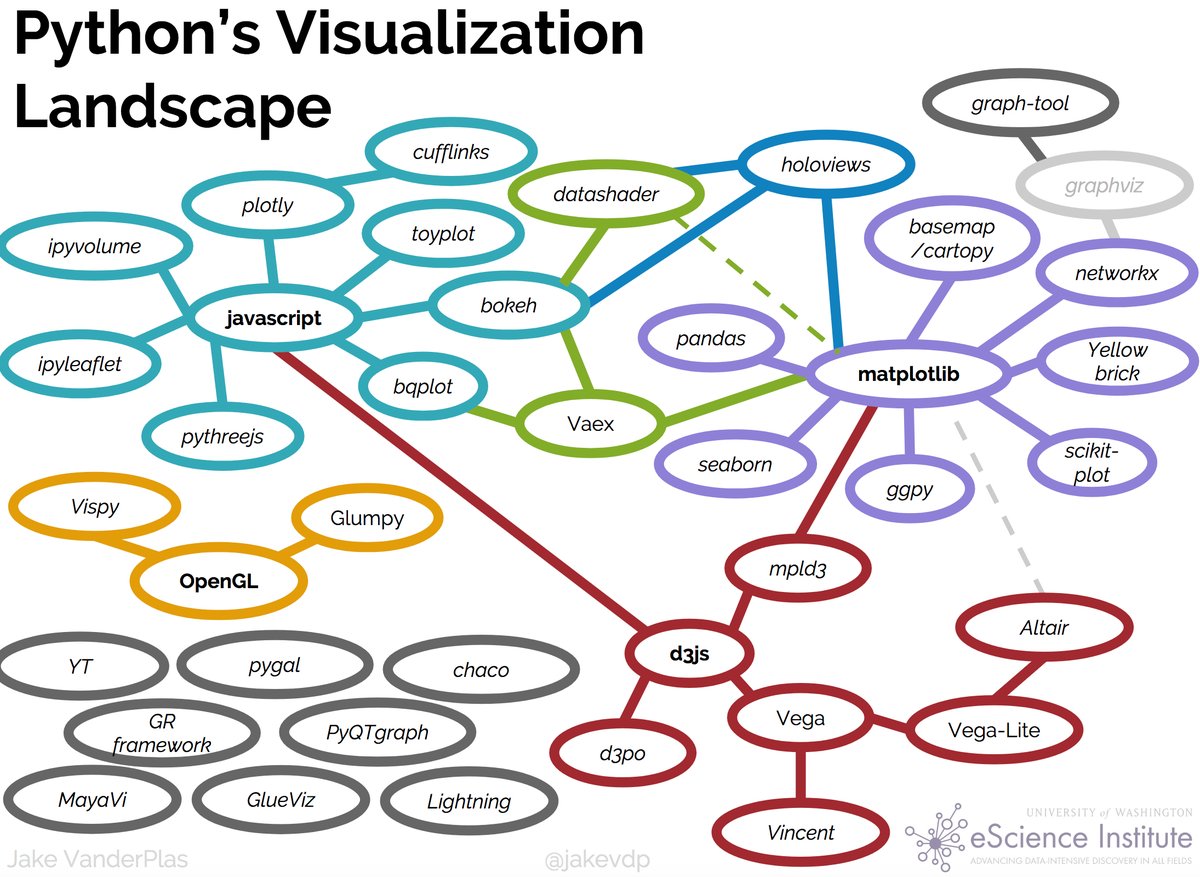 Python's Visualization
Landscape
graph-tool
cufflinks
holoviews
datashader
graphviz
plotly
basemap
/cartopy
toyplot
ipyvolume
networkx
bokeh
javascript
pandas
Yellow
brick
ipyleaflet
matplotlib
bqplot
Vaex
pythreejs
seaborn
scikit-
plot
ggpy
Vispy
Glumpy
mpld3
OpenGL
Altair
d3js
YT
pygal
chaco
Vega
GR
framework
PyQTgraph
Vega-Lite
d3po
MayaVi
GlueViz
Lightning
Vincent
UNIVERSITY of WASHINGTON
eScience Institute
ADVANCING DATA-INTENSIVE DISCOVERY IN ALL FIELDS
Jake VanderPlas
@jakevdp